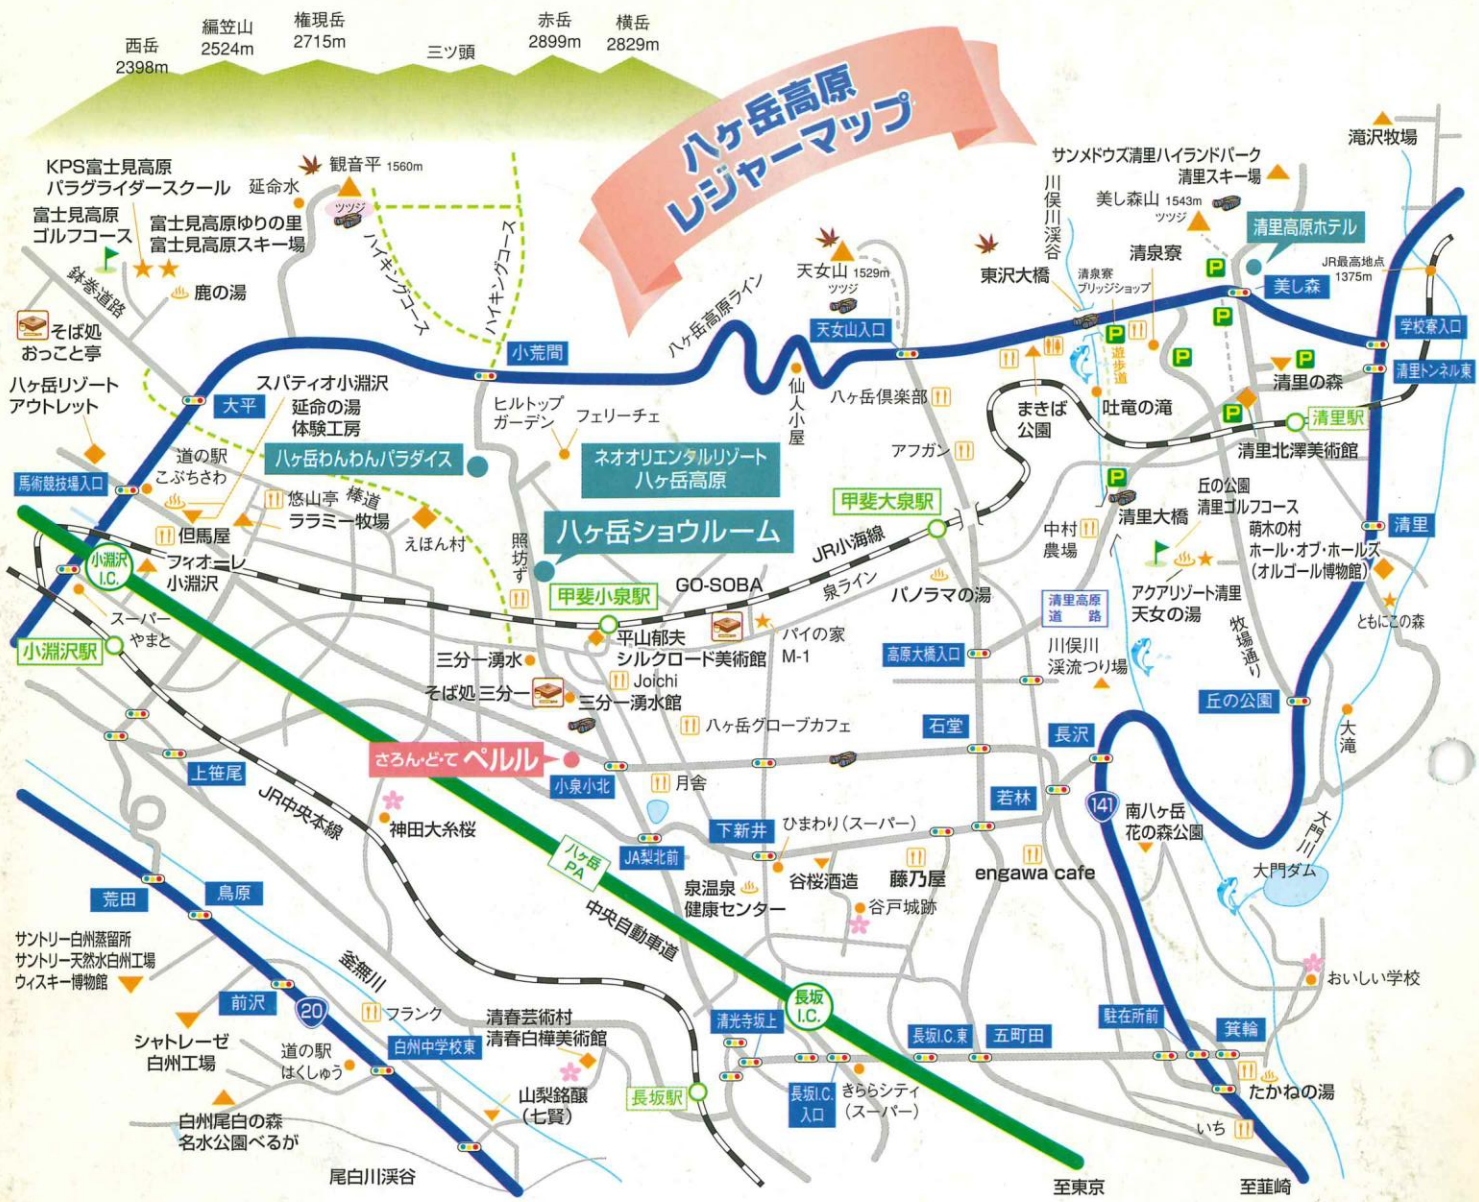 西岳
2398m
編笠山
2524m
権現岳
2715m
三ツ頭
赤岳
2899m
横岳
2829m
八ヶ岳高原
レジャーマップ
KPS富士見高原
パラグライダースクール
富士見高原
ゴルフコース
延命水
観音平 1560m
ツツジ
富士見高原ゆりの里
富士見高原スキー場
鉢巻道路
鹿の湯
そば処
おっこと亭
ハイキングコース
ハイキングコース
八ヶ岳高原ライン
天女山 1529m
ツツジ
天女山入口
東沢大橋
川俣川渓谷
サンメドウズ清里ハイランドパーク
清里スキー場
美し森山 1543m
ツツジ
清泉寮
清泉寮
ブリッジショップ
清里高原ホテル
滝沢牧場
JR最高地点
1375m
美し森
学校寮入口
清里トンネル東
八ヶ岳リゾート
アウトレット
大平
小荒間
スパティオ小淵沢
延命の湯
体験工房
道の駅
こぶちさわ
馬術競技場入口
ヒルトップ
ガーデン
フェリーチェ
仙人小屋
八ヶ岳倶楽部
まきば
公園
遊歩道
吐竜の滝
P
P
P
P
P
P
P
清里の森
清里駅
清里北澤美術館
八ヶ岳わんわんパラダイス
ネオオリエンタルリゾート
八ヶ岳高原
八ヶ岳ショウルーム
アフガン
甲斐大泉駅
悠山亭
棒道
ララミー牧場
但馬屋
えほん村
フィオーレ
小淵沢
小淵沢
I.C.
照坊ず
甲斐小泉駅
GO-SOBA
JR小海線
泉ライン
パノラマの湯
中村
農場
清里大橋
丘の公園
清里ゴルフコース
萌木の村
ホール・オブ・ホールズ
(オルゴール博物館)
清里
アクアリゾート清里
天女の湯
ともにこの森
清里高原
道路
川俣川
渓流つり場
牧場通り
スーパー
やまと
小淵沢駅
平山郁夫
シルクロード美術館
パイの家
M-1
三分一湧水
Joichi
そば処 三分一
三分一湧水館
高原大橋入口
八ヶ岳グローブカフェ
石堂
長沢
丘の公園
大滝
さろん・ど・て ペルル
上笹尾
小泉小北
月舎
若林
141
南八ヶ岳
花の森公園
大門川
大門ダム
JR中央本線
神田大糸桜
JA梨北前
下新井
ひまわり(スーパー)
八ヶ岳
PA
泉温泉
健康センター
谷桜酒造
藤乃屋
engawa cafe
谷戸城跡
荒田
鳥原
中央自動車道
おいしい学校
サントリー白州蒸留所
サントリー天然水白州工場
ウィスキー博物館
釜無川
前沢
20
フランク
シャトレーゼ
白州工場
道の駅
はくしゅう
白州中学校東
清春芸術村
清春白樺美術館
清光寺坂上
長坂
I.C.
長坂I.C.東
五町田
駐在所前
箕輪
白州尾白の森
名水公園べるが
山梨銘醸
(七賢)
長坂駅
長坂I.C.
入口
きららシティ
(スーパー)
たかねの湯
いち
尾白川渓谷
至東京
至韮崎